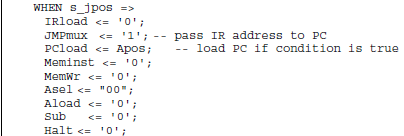 WHEN s_jpos =>
IRload <= '0';
JMPmux <= '1'; -- pass IR address to PC
PCload <= Apos; -- load PC if condition is true
Meminst <= '0';
MemWr <= '0';
Asel <= "00";
Aload <= '0';
Sub <= '0';
Halt <= '0';